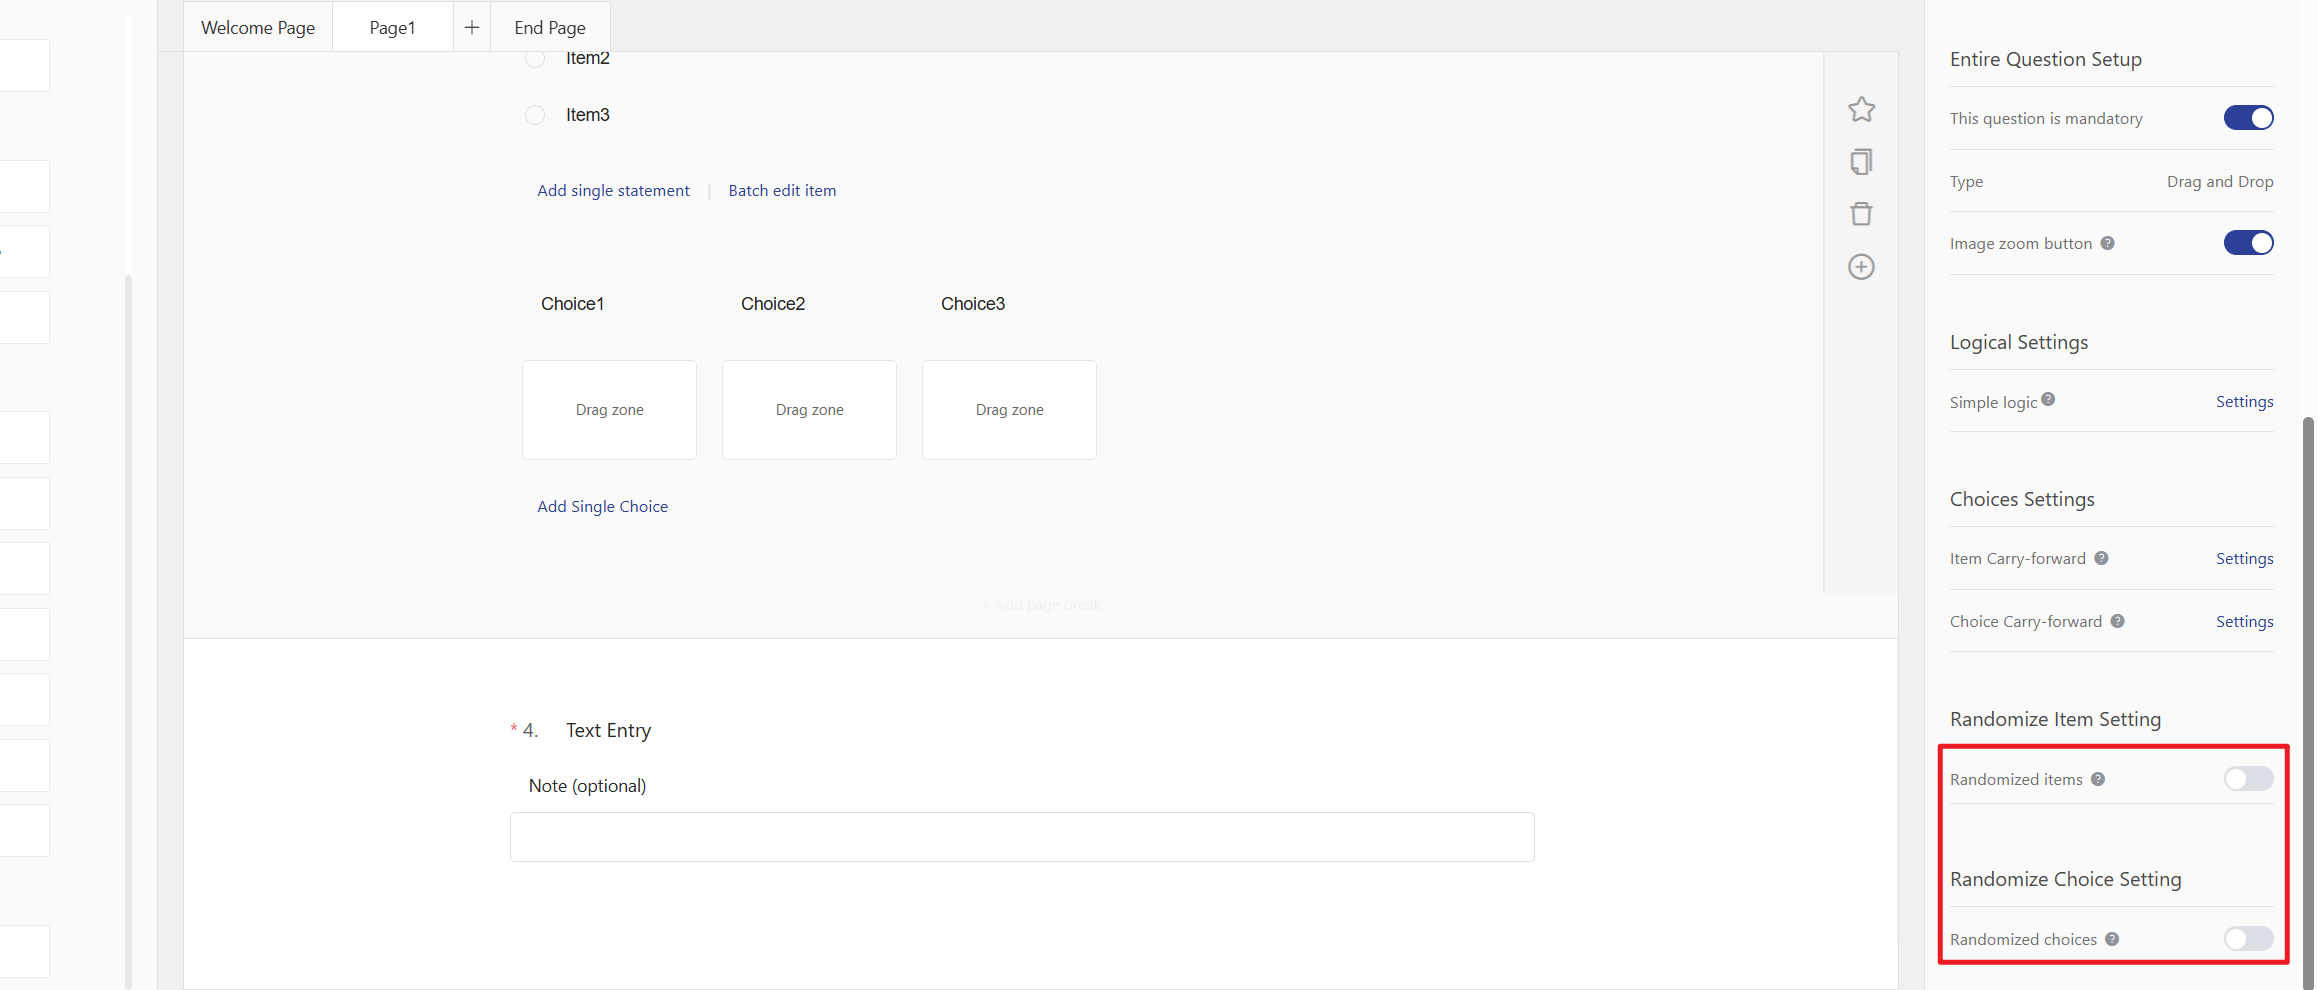 Welcome Page
Page1
+
End Page
Item2
Item3
Add single statement | Batch edit item
Choice1
Choice2
Choice3
Drag zone
Drag zone
Drag zone
Add Single Choice
+ Add page break
* 4. Text Entry
Note (optional)
Entire Question Setup
This question is mandatory
Type
Drag and Drop
Image zoom button ?
Logical Settings
Simple logic ?
Settings
Choices Settings
Item Carry-forward ?
Settings
Choice Carry-forward ?
Settings
Randomize Item Setting
Randomized items ?
Randomize Choice Setting
Randomized choices ?